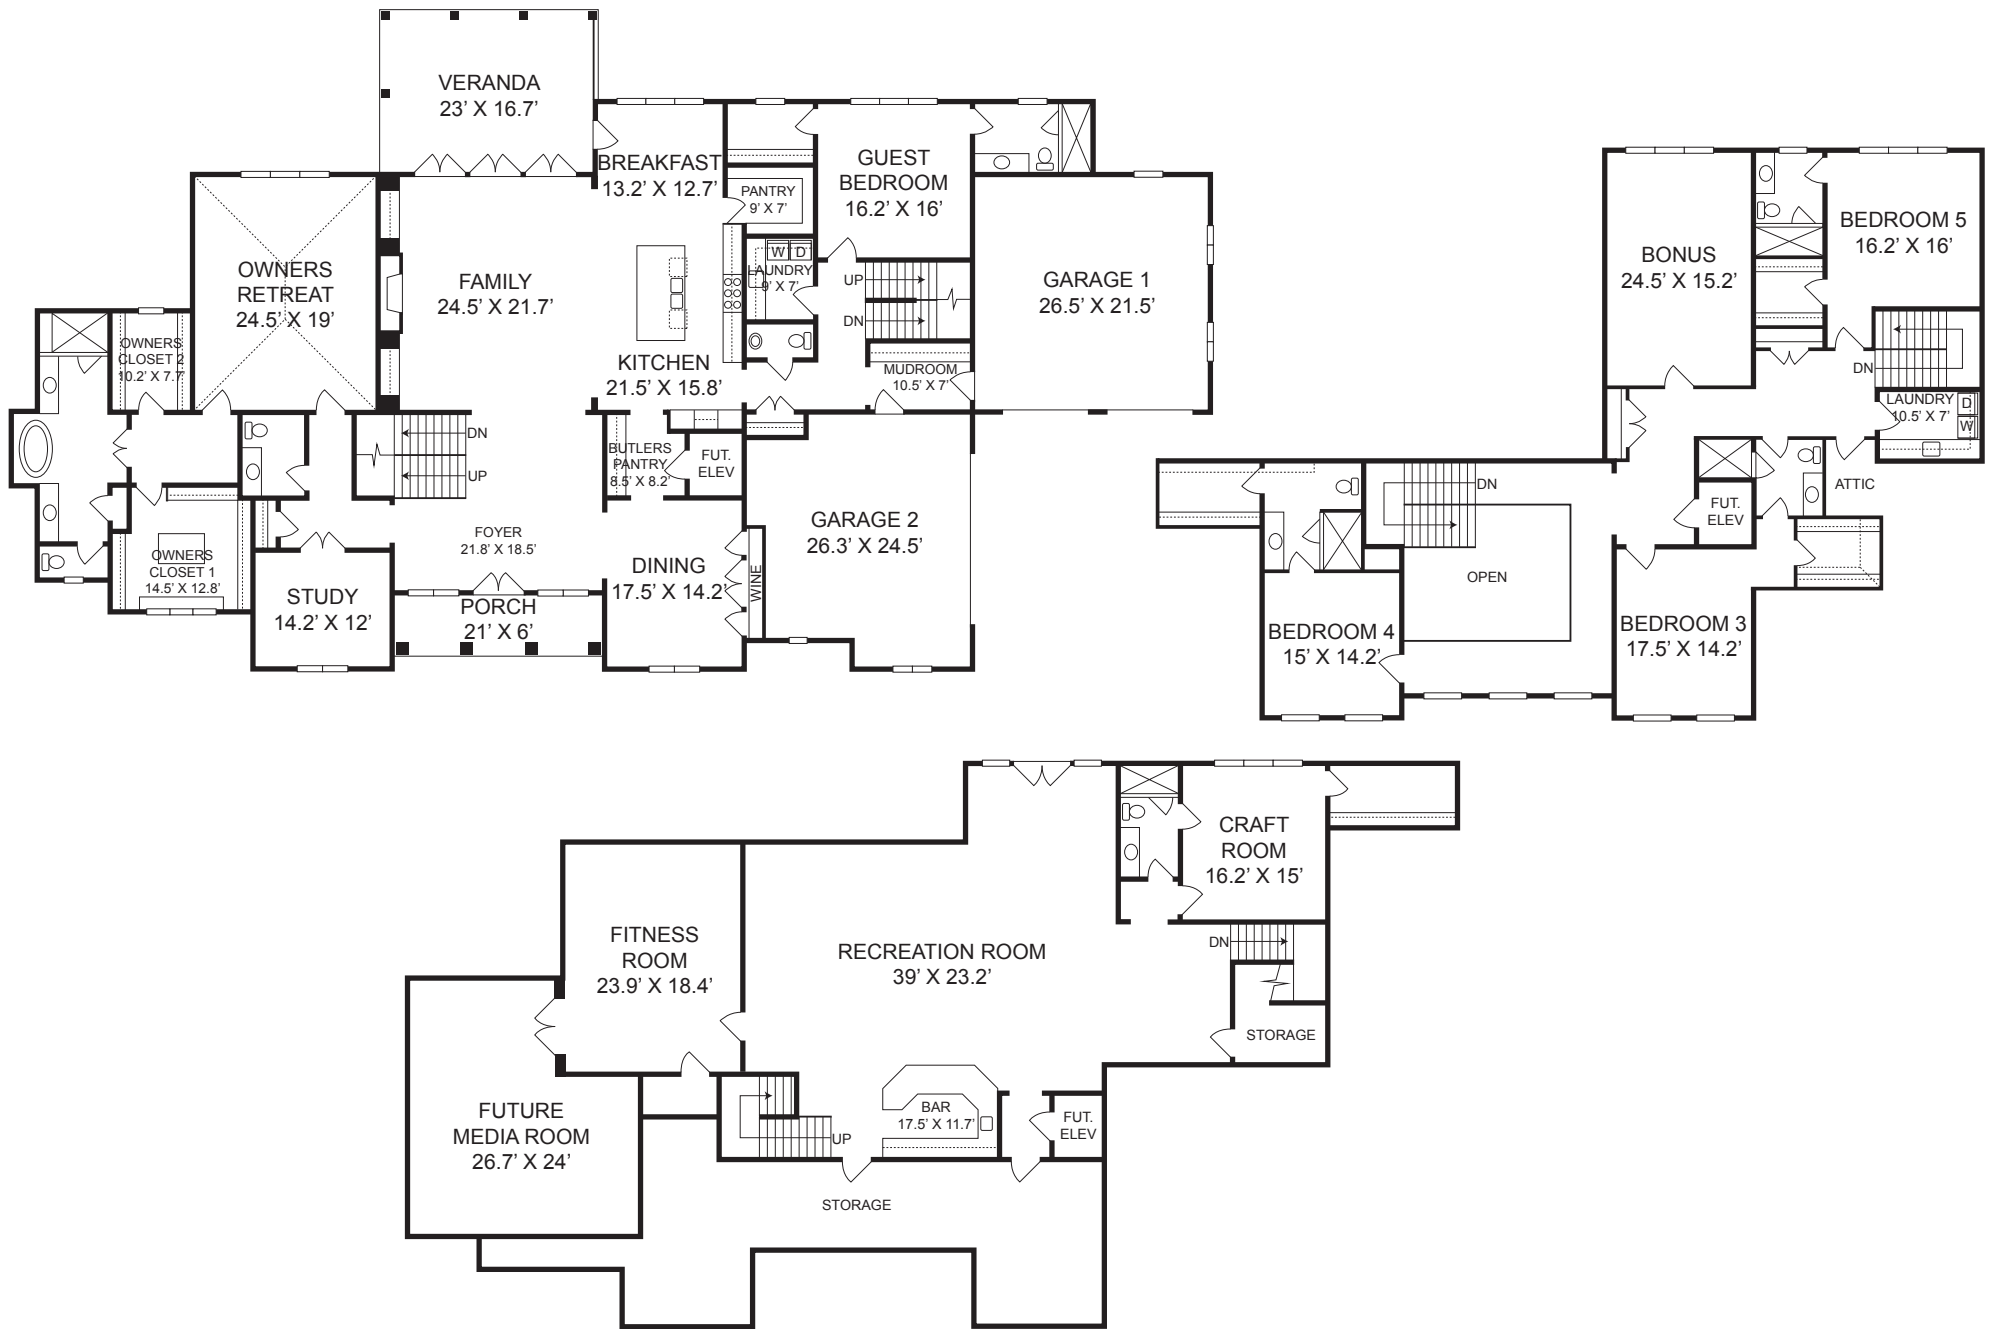 VERANDA
23’ X 16.7’
BREAKFAST
13.2’ X 12.7’
PANTRY
9’ X 7’
GUEST
BEDROOM
16.2’ X 16’
OWNERS
RETREAT
24.5’ X 19’
FAMILY
24.5’ X 21.7’
W D
LAUNDRY
9’ X 7’
UP
DN
GARAGE 1
26.5’ X 21.5’
OWNERS
CLOSET 2
10.2’ X 7.7’
KITCHEN
21.5’ X 15.8’
MUDROOM
10.5’ X 7’
DN
UP
BUTLERS
PANTRY
8.5’ X 8.2’
FUT.
ELEV
FOYER
21.8’ X 18.5’
GARAGE 2
26.3’ X 24.5’
OWNERS
CLOSET 1
14.5’ X 12.8’
STUDY
14.2’ X 12’
PORCH
21’ X 6’
DINING
17.5’ X 14.2’
WINE
BONUS
24.5’ X 15.2’
BEDROOM 5
16.2’ X 16’
DN
LAUNDRY
10.5’ X 7’
D
W
ATTIC
DN
FUT.
ELEV
OPEN
BEDROOM 4
15’ X 14.2’
BEDROOM 3
17.5’ X 14.2’
CRAFT
ROOM
16.2’ X 15’
FITNESS
ROOM
23.9’ X 18.4’
RECREATION ROOM
39’ X 23.2’
DN
STORAGE
FUTURE
MEDIA ROOM
26.7’ X 24’
BAR
17.5’ X 11.7’
UP
FUT.
ELEV
STORAGE